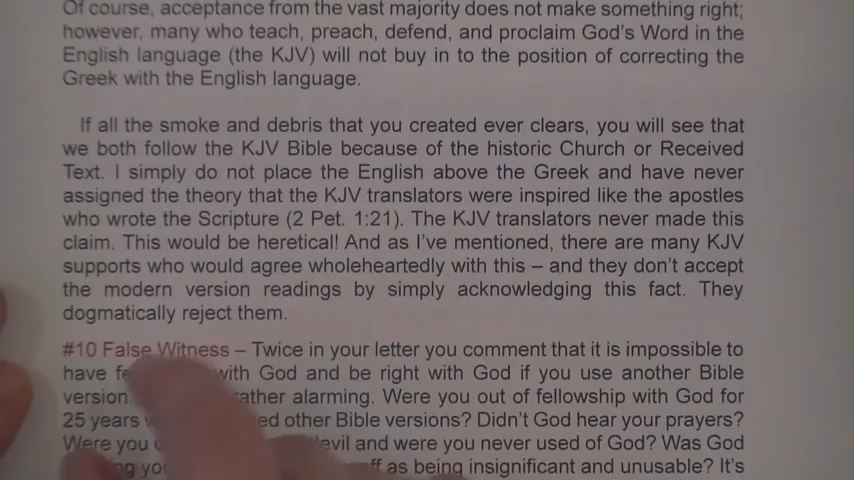 Of course, acceptance from the vast majority does not make something right;
however, many who teach, preach, defend, and proclaim God's Word in the
English language (the KJV) will not buy in to the position of correcting the
Greek with the English language.
If all the smoke and debris that you created ever clears, you will see that
we both follow the KJV Bible because of the historic Church or Received
Text. I simply do not place the English above the Greek and have never
assigned the theory that the KJV translators were inspired like the apostles
who wrote the Scripture (2 Pet. 1:21). The KJV translators never made this
claim. This would be heretical! And as I've mentioned, there are many KJV
supports who would agree wholeheartedly with this – and they don't accept
the modern version readings by simply acknowledging this fact. They
dogmatically reject them.
#10 False Witness – Twice in your letter you comment that it is impossible to
have with God and be right with God if you use another Bible
version. rather alarming. Were you out of fellowship with God for
25 years other Bible versions? Didn't God hear your prayers?
Were you and were you never used of God? Was God
as being insignificant and unusable? It's